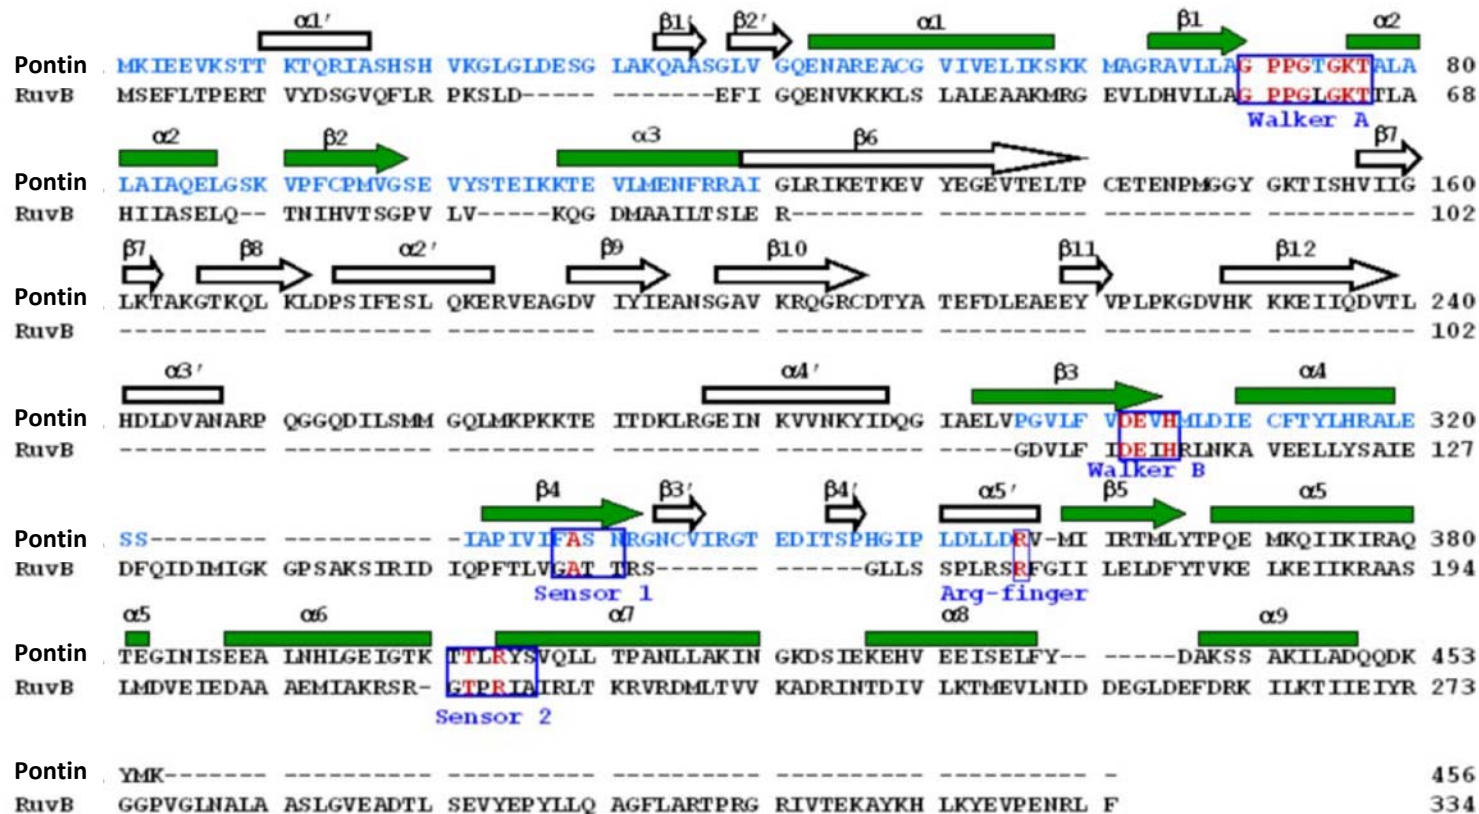 α1′ β1′ β2′ α1 β1 α2
Pontin MKIEEVKSTT KTQRIASHSH VKGLGLDESG LAKQAASGLV GQENAREACG VIVELIKSKK MAGRAVLLAG PPGTGKTALA 80
RuvB MSEFLTPERT VYDSGVQFLR PKSLD----- -------EFI GQENVKKKLS LALEAAKMRG EVLDHVLLAG PPGLGKTTLA 68
Walker A
α2 β2 α3 β6 β7
Pontin LAIAQELGSK VPFCPMVGSE VYSTEIKKTE VLMENFRRAI GLRIKETKEV YEGEVTELTP CETENPMGGY GKTISHVIIG 160
RuvB HIIASELQ-- TNIHVTSGPV LV-----KQG DMAAILTSLE R--------- ---------- ---------- ---------- 102
β7 β8 α2′ β9 β10 β11 β12
Pontin LKTAKGTKQL KLDPSIFESL QKERVEAGDV IYIEANSGAV KRQGRCDTYA TEFDLEAEEY VPLPKGDVHK KKEIIQDVTL 240
RuvB ---------- ---------- ---------- ---------- ---------- ---------- ---------- ---------- 102
α3′ α4′ β3 α4
Pontin HDLDVANARP QGGQDILSMM GQLMKPKKTE ITDKLRGEIN KVVNKYIDQG IAELVPGVLF VDEVHMLDIE CFTYLHRALE 320
RuvB ---------- ---------- ---------- ---------- ---------- -----GDVLF IDEIHRLNKA VEELLYSAIE 127
Walker B
β4 β3′ β4′ α5′ β5 α5
Pontin SS-------- ---------- -IAPIVIFAS NRGNCVIRGT EDITSPHGIP LDLLDRV-MI IRTMLYTPQE MKQIIKIRAQ 380
RuvB DFQIDIMIGK GPSAKSIRID IQPFTLVGAT TRS------- -----GLLS SPLRSRFGII LELDFYTVKE LKEIIKRAAS 194
Sensor 1 Arg-finger
α5 α6 α7 α8 α9
Pontin TEGINISEEA LNHLGEIGTK TTLRYSVQLL TPANLLAKIN GKDSIEKEHV EEISELFY-- -----DAKSS AKILADQQDK 453
RuvB LMDVEIEDAA AEMIAKRSR- GTPRIAIRLT KRVRDMLTVV KADRINTDIV LKTMEVLNID DEGLDEFDRK ILKTIIEIYR 273
Sensor 2
Pontin YMK------- ---------- ---------- ---------- ---------- ---------- - 456
RuvB GGPVGLNALA ASLGVEADTL SEVYEPYLLQ AGFLARTPRG RIVTEKAYKH LKYEVPENRL F 334